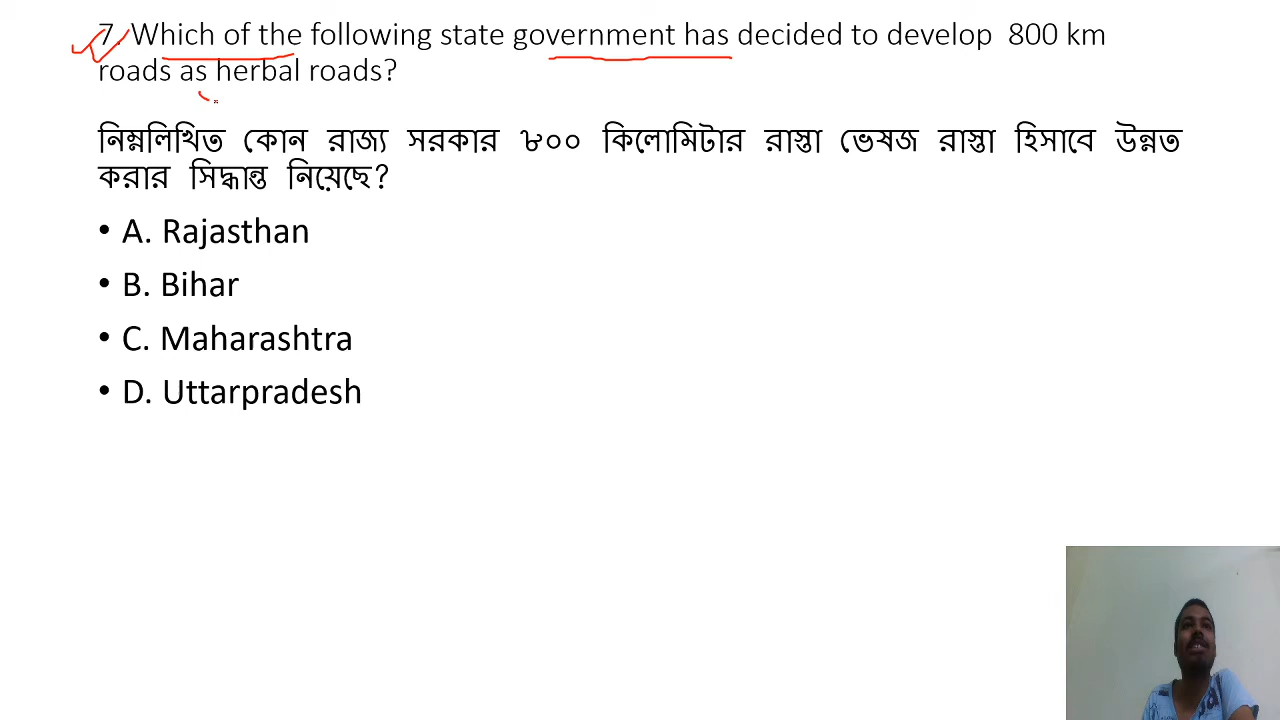 7. Which of the following state government has decided to develop 800 km
roads as herbal roads?
নিম্নলিখিত কোন রাজ্য সরকার ৮০০ কিলোমিটার রাস্তা ভেষজ রাস্তা হিসাবে উন্নত
করার সিদ্ধান্ত নিয়েছে?
• A. Rajasthan
• B. Bihar
• C. Maharashtra
• D. Uttarpradesh